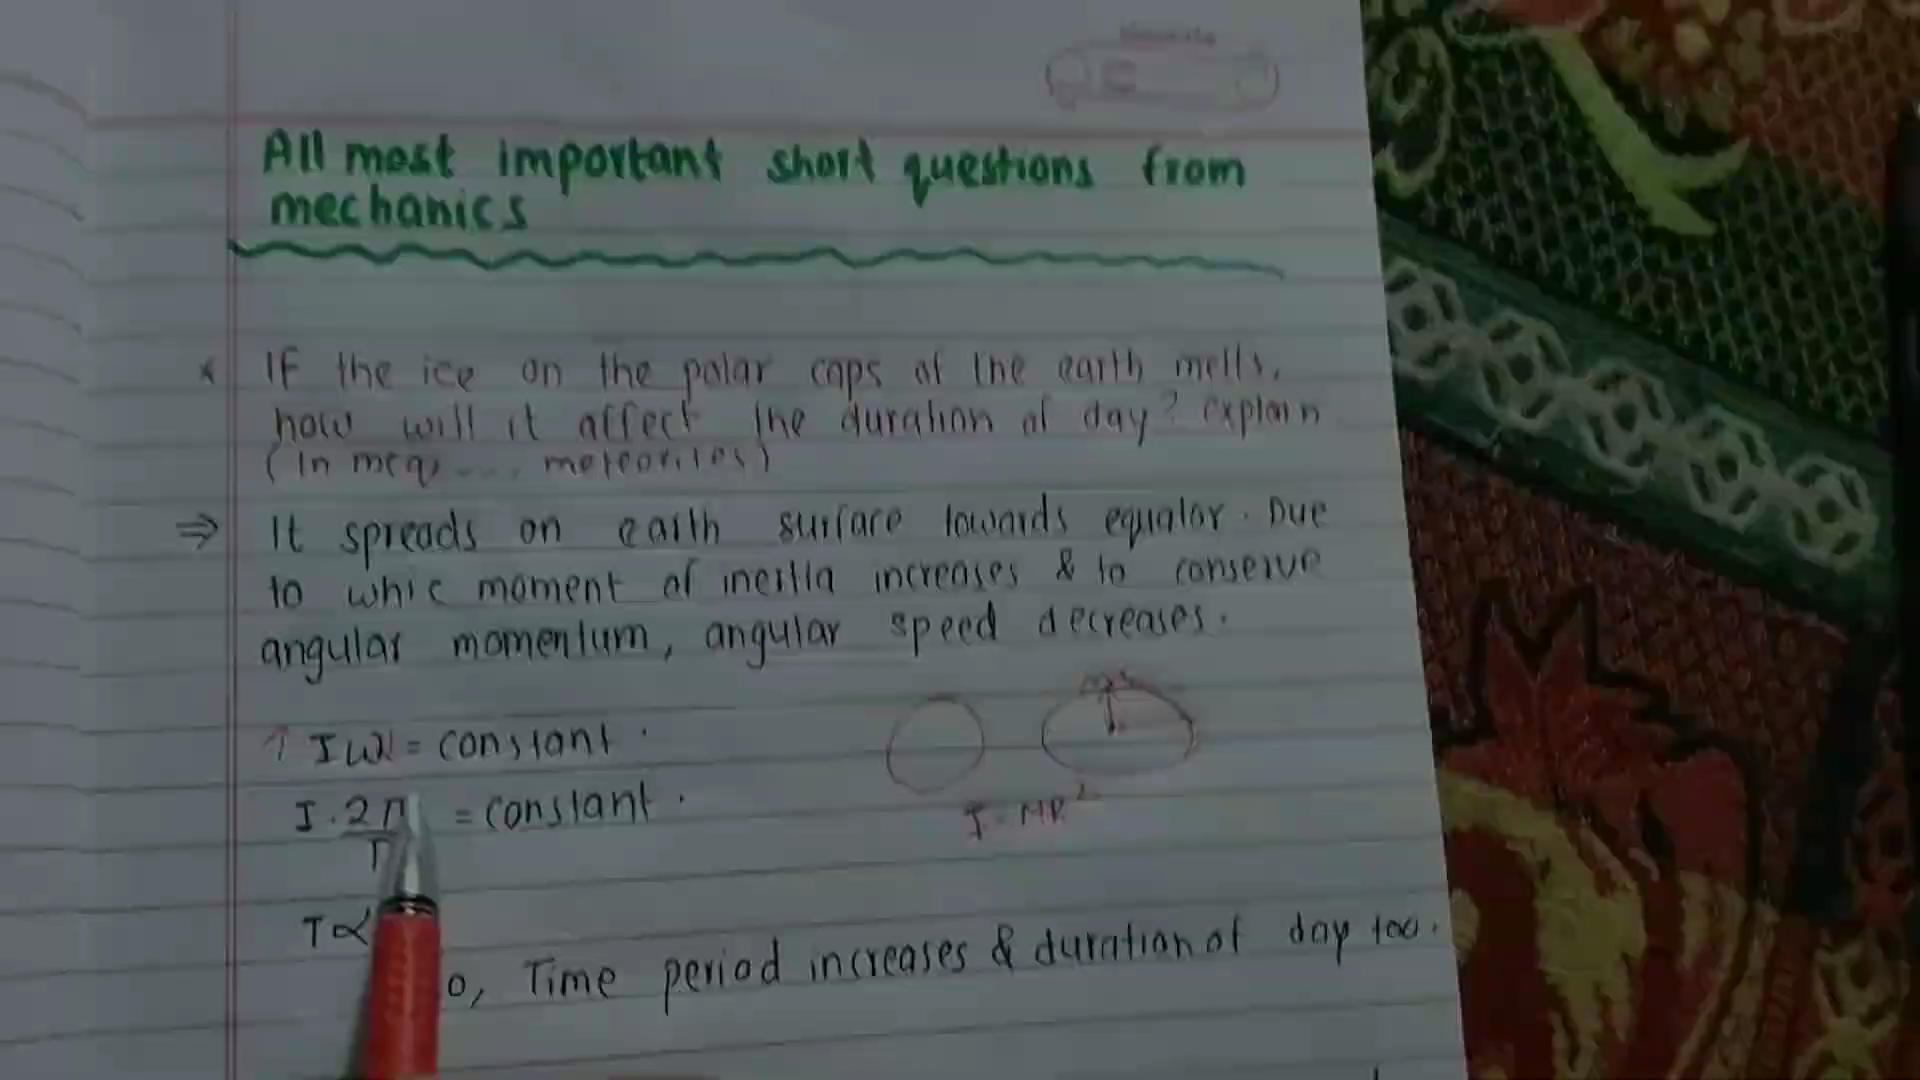 All most important short questions from
mechanics
* If the ice on the polar caps of the earth melts,
how will it affect the duration of day? explain
(In mcq, .... meteorites)
⇒ It spreads on earth surface towards equator. Due
to whic moment of inertia increases & to conserve
angular momentum, angular speed decreases.
↑ Iω↓ = constant.
I . 2π = constant.
T
I = MR²
T ∝
o, Time period increases & duration of day too.